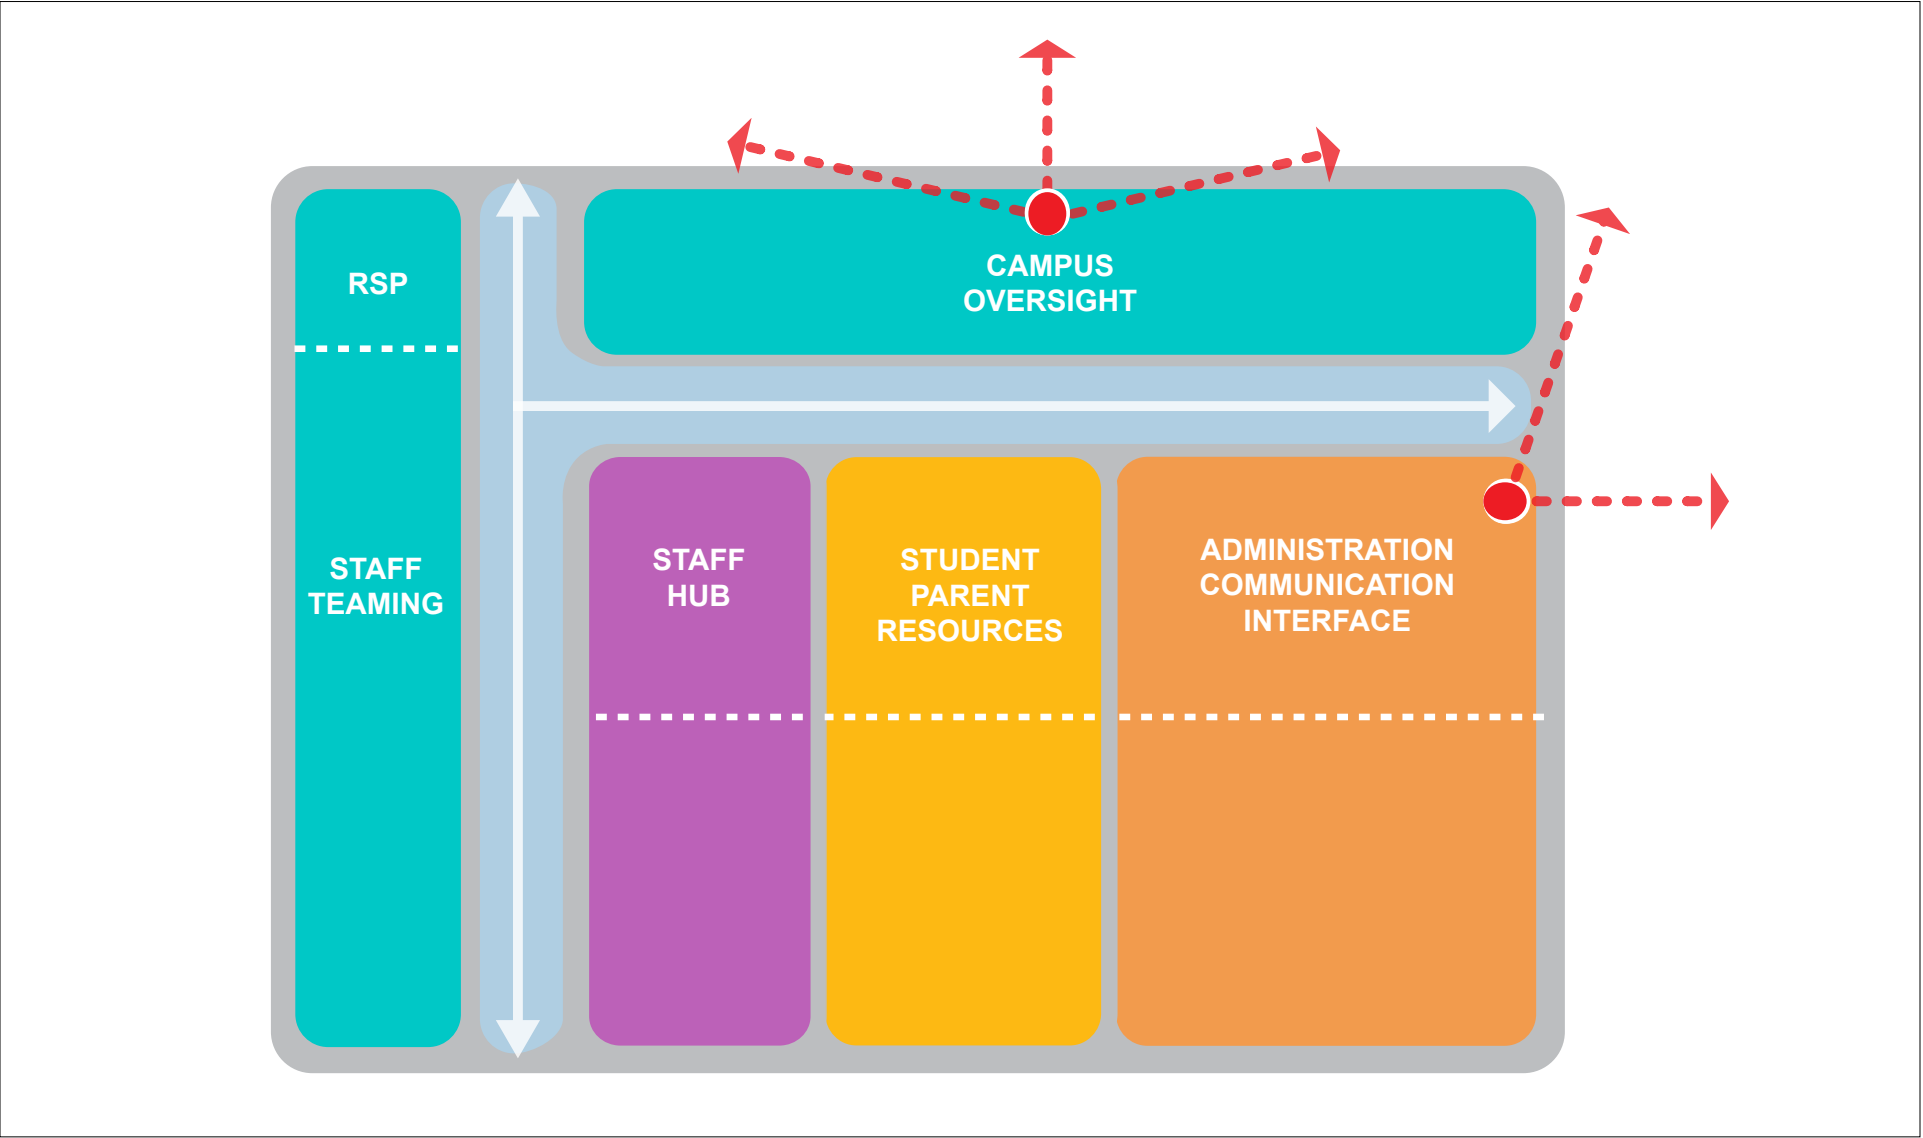 RSP
STAFF
TEAMING
CAMPUS
OVERSIGHT
STAFF
HUB
STUDENT
PARENT
RESOURCES
ADMINISTRATION
COMMUNICATION
INTERFACE